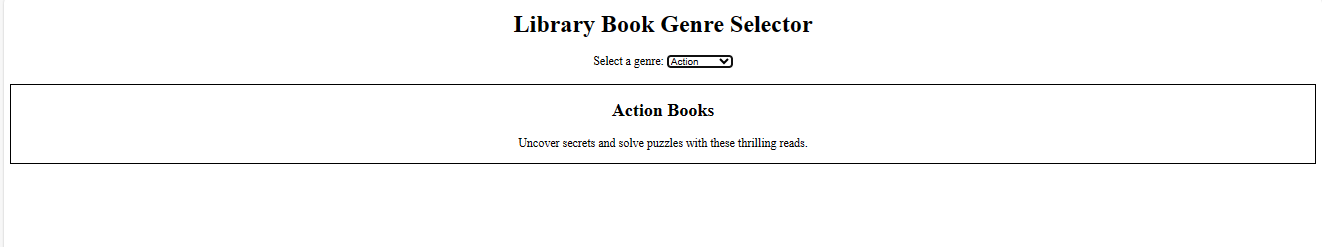 Library Book Genre Selector
Select a genre: Action
Action Books
Uncover secrets and solve puzzles with these thrilling reads.